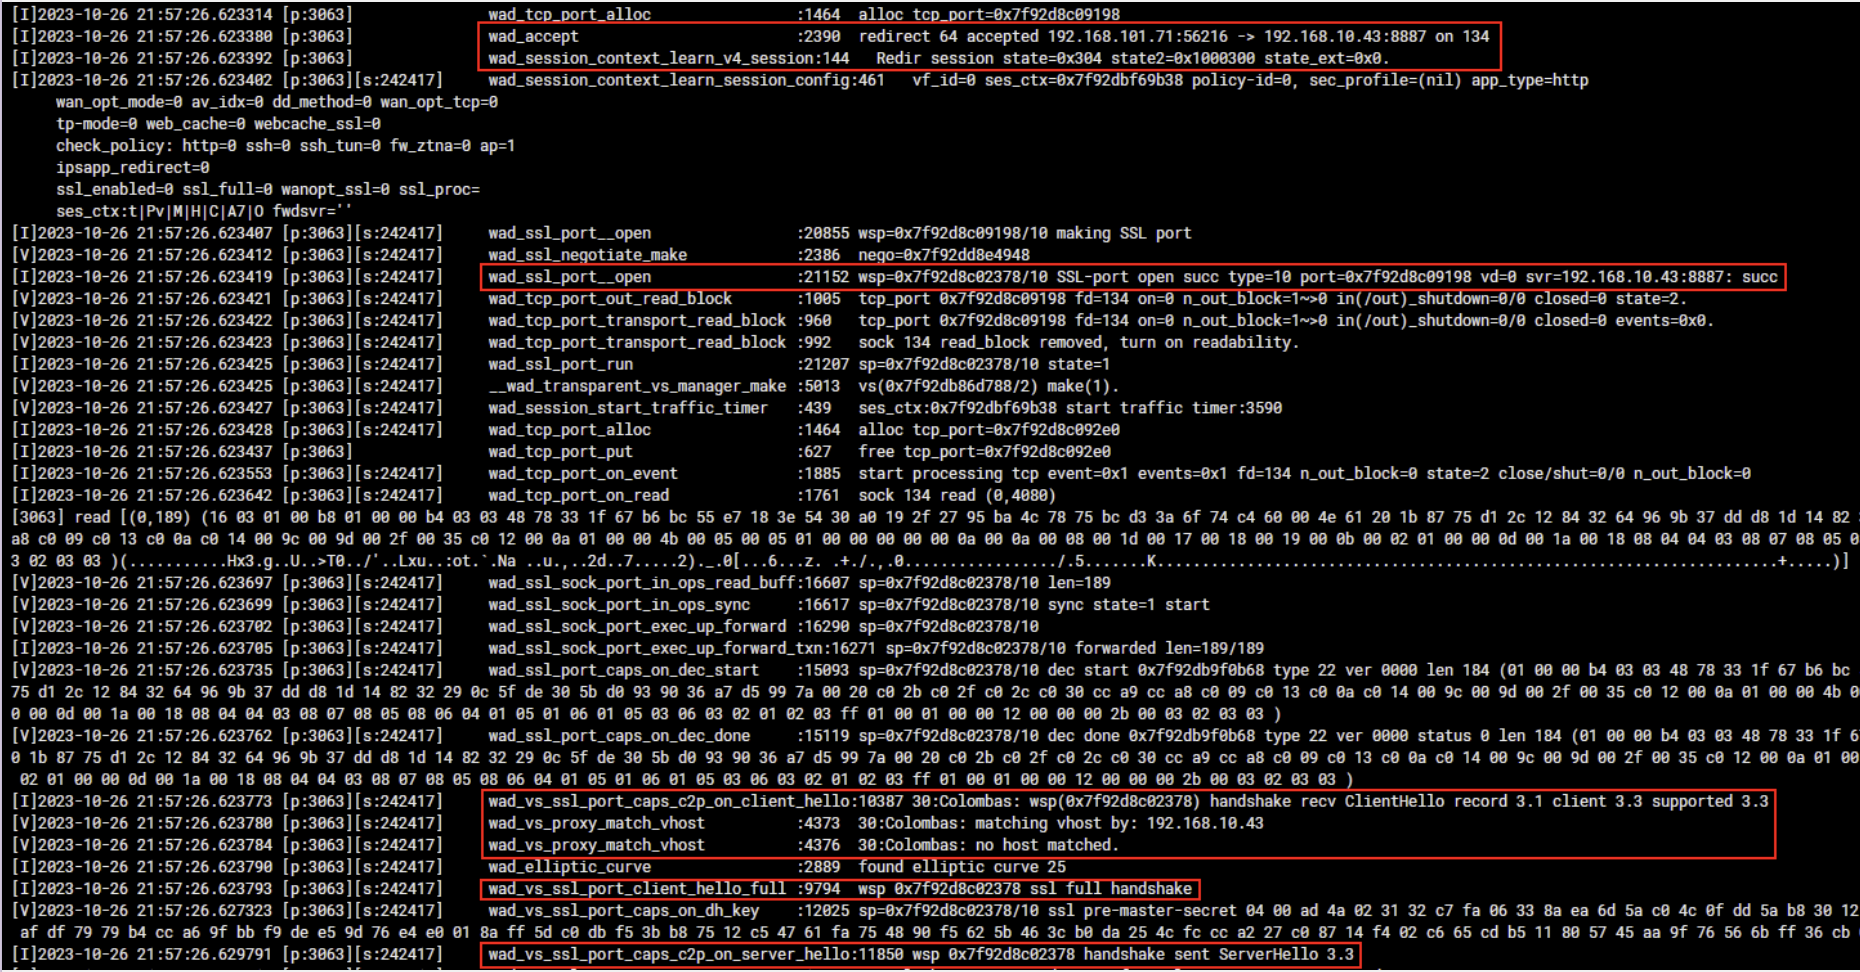 [I]2023-10-26 21:57:26.623314 [p:3063] wad_tcp_port_alloc :1464 alloc tcp_port=0x7f92d8c09198
[I]2023-10-26 21:57:26.623380 [p:3063] wad_accept :2390 redirect 64 accepted 192.168.101.71:56216 -> 192.168.10.43:8887 on 134
[I]2023-10-26 21:57:26.623392 [p:3063] wad_session_context_learn_v4_session:144 Redir session state=0x304 state2=0x1000300 state_ext=0x0.
[I]2023-10-26 21:57:26.623402 [p:3063][s:242417] wad_session_context_learn_session_config:461 vf_id=0 ses_ctx=0x7f92dbf69b38 policy-id=0, sec_profile=(nil) app_type=http
wan_opt_mode=0 av_idx=0 dd_method=0 wan_opt_tcp=0
tp-mode=0 web_cache=0 webcache_ssl=0
check_policy: http=0 ssh=0 ssh_tun=0 fw_ztna=0 ap=1
ipsapp_redirect=0
ssl_enabled=0 ssl_full=0 wanopt_ssl=0 ssl_proc=
ses_ctx:t|Pv|M|H|C|A7|O fwdsvr=''
[I]2023-10-26 21:57:26.623407 [p:3063][s:242417] wad_ssl_port__open :20855 wsp=0x7f92d8c09198/10 making SSL port
[V]2023-10-26 21:57:26.623412 [p:3063][s:242417] wad_ssl_negotiate_make :2386 nego=0x7f92dd8e4948
[I]2023-10-26 21:57:26.623419 [p:3063][s:242417] wad_ssl_port__open :21152 wsp=0x7f92d8c02378/10 SSL-port open succ type=10 port=0x7f92d8c09198 vd=0 svr=192.168.10.43:8887: succ
[V]2023-10-26 21:57:26.623421 [p:3063][s:242417] wad_tcp_port_out_read_block :1005 tcp_port 0x7f92d8c09198 fd=134 on=0 n_out_block=1~>0 in(/out)_shutdown=0/0 closed=0 state=2.
[V]2023-10-26 21:57:26.623422 [p:3063][s:242417] wad_tcp_port_transport_read_block :960 tcp_port 0x7f92d8c09198 fd=134 on=0 n_out_block=1~>0 in(/out)_shutdown=0/0 closed=0 events=0x0.
[V]2023-10-26 21:57:26.623423 [p:3063][s:242417] wad_tcp_port_transport_read_block :992 sock 134 read_block removed, turn on readability.
[I]2023-10-26 21:57:26.623425 [p:3063][s:242417] wad_ssl_port_run :21207 sp=0x7f92d8c02378/10 state=1
[V]2023-10-26 21:57:26.623425 [p:3063][s:242417] __wad_transparent_vs_manager_make :5013 vs(0x7f92db86d788/2) make(1).
[V]2023-10-26 21:57:26.623427 [p:3063][s:242417] wad_session_start_traffic_timer :439 ses_ctx:0x7f92dbf69b38 start traffic timer:3590
[I]2023-10-26 21:57:26.623428 [p:3063][s:242417] wad_tcp_port_alloc :1464 alloc tcp_port=0x7f92d8c092e0
[I]2023-10-26 21:57:26.623437 [p:3063] wad_tcp_port_put :627 free tcp_port=0x7f92d8c092e0
[I]2023-10-26 21:57:26.623553 [p:3063][s:242417] wad_tcp_port_on_event :1885 start processing tcp event=0x1 events=0x1 fd=134 n_out_block=0 state=2 close/shut=0/0 n_out_block=0
[I]2023-10-26 21:57:26.623642 [p:3063][s:242417] wad_tcp_port_on_read :1761 sock 134 read (0,4080)
[3063] read [(0,189) (16 03 01 00 b8 01 00 00 b4 03 03 48 78 33 1f 67 b6 bc 55 e7 18 3e 54 30 a0 19 2f 27 95 ba 4c 78 75 bc d3 3a 6f 74 c4 60 00 4e 61 20 1b 87 75 d1 2c 12 84 32 64 96 9b 37 dd d8 1d 14 82
a8 c0 09 c0 13 c0 0a c0 14 00 9c 00 9d 00 2f 00 35 c0 12 00 0a 01 00 00 4b 00 05 00 05 01 00 00 00 00 00 0a 00 0a 00 08 00 1d 00 17 00 18 00 19 00 0b 00 02 01 00 00 0d 00 1a 00 18 08 04 04 03 08 07 08 05 0
3 02 03 03 )(...........Hx3.g..U..>T0../'..Lxu..:ot.`.Na ..u.,..2d..7.....2)._.0[...6...z. .+./.,.0................/.5.......K..............................................................+.....)]
[V]2023-10-26 21:57:26.623697 [p:3063][s:242417] wad_ssl_sock_port_in_ops_read_buff:16607 sp=0x7f92d8c02378/10 len=189
[V]2023-10-26 21:57:26.623699 [p:3063][s:242417] wad_ssl_sock_port_in_ops_sync :16617 sp=0x7f92d8c02378/10 sync state=1 start
[V]2023-10-26 21:57:26.623702 [p:3063][s:242417] wad_ssl_sock_port_exec_up_forward :16290 sp=0x7f92d8c02378/10
[I]2023-10-26 21:57:26.623705 [p:3063][s:242417] wad_ssl_sock_port_exec_up_forward_txn:16271 sp=0x7f92d8c02378/10 forwarded len=189/189
[V]2023-10-26 21:57:26.623735 [p:3063][s:242417] wad_ssl_port_caps_on_dec_start :15093 sp=0x7f92d8c02378/10 dec start 0x7f92db9f0b68 type 22 ver 0000 len 184 (01 00 00 b4 03 03 48 78 33 1f 67 b6 bc
75 d1 2c 12 84 32 64 96 9b 37 dd d8 1d 14 82 32 29 0c 5f de 30 5b d0 93 90 36 a7 d5 99 7a 00 20 c0 2b c0 2f c0 2c c0 30 cc a9 cc a8 c0 09 c0 13 c0 0a c0 14 00 9c 00 9d 00 2f 00 35 c0 12 00 0a 01 00 00 4b 00
0 00 0d 00 1a 00 18 08 04 04 03 08 07 08 05 08 06 04 01 05 01 06 01 05 03 06 03 02 01 02 03 ff 01 00 01 00 00 12 00 00 00 2b 00 03 02 03 03 )
[V]2023-10-26 21:57:26.623762 [p:3063][s:242417] wad_ssl_port_caps_on_dec_done :15119 sp=0x7f92d8c02378/10 dec done 0x7f92db9f0b68 type 22 ver 0000 status 0 len 184 (01 00 00 b4 03 03 48 78 33 1f 6
0 1b 87 75 d1 2c 12 84 32 64 96 9b 37 dd d8 1d 14 82 32 29 0c 5f de 30 5b d0 93 90 36 a7 d5 99 7a 00 20 c0 2b c0 2f c0 2c c0 30 cc a9 cc a8 c0 09 c0 13 c0 0a c0 14 00 9c 00 9d 00 2f 00 35 c0 12 00 0a 01 00
02 01 00 00 0d 00 1a 00 18 08 04 04 03 08 07 08 05 08 06 04 01 05 01 06 01 05 03 06 03 02 01 02 03 ff 01 00 01 00 00 12 00 00 00 2b 00 03 02 03 03 )
[I]2023-10-26 21:57:26.623773 [p:3063][s:242417] wad_vs_ssl_port_caps_c2p_on_client_hello:10387 30:Colombas: wsp(0x7f92d8c02378) handshake recv ClientHello record 3.1 client 3.3 supported 3.3
[V]2023-10-26 21:57:26.623780 [p:3063][s:242417] wad_vs_proxy_match_vhost :4373 30:Colombas: matching vhost by: 192.168.10.43
[V]2023-10-26 21:57:26.623784 [p:3063][s:242417] wad_vs_proxy_match_vhost :4376 30:Colombas: no host matched.
[I]2023-10-26 21:57:26.623790 [p:3063][s:242417] wad_elliptic_curve :2889 found elliptic curve 25
[I]2023-10-26 21:57:26.623793 [p:3063][s:242417] wad_vs_ssl_port_client_hello_full :9794 wsp 0x7f92d8c02378 ssl full handshake
[V]2023-10-26 21:57:26.627323 [p:3063][s:242417] wad_vs_ssl_port_caps_on_dh_key :12025 sp=0x7f92d8c02378/10 ssl pre-master-secret 04 00 ad 4a 02 31 32 c7 fa 06 33 8a ea 6d 5a c0 4c 0f dd 5a b8 30 12
af df 79 79 b4 cc a6 9f bb f9 de e5 9d 76 e4 e0 01 8a ff 5d c0 db f5 3b b8 75 12 c5 47 61 fa 75 48 90 f5 62 5b 46 3c b0 da 25 4c fc cc a2 27 c0 87 14 f4 02 c6 65 cd b5 11 80 57 45 aa 9f 76 56 6b ff 36 cb
[I]2023-10-26 21:57:26.629791 [p:3063][s:242417] wad_vs_ssl_port_caps_c2p_on_server_hello:11850 wsp 0x7f92d8c02378 handshake sent ServerHello 3.3